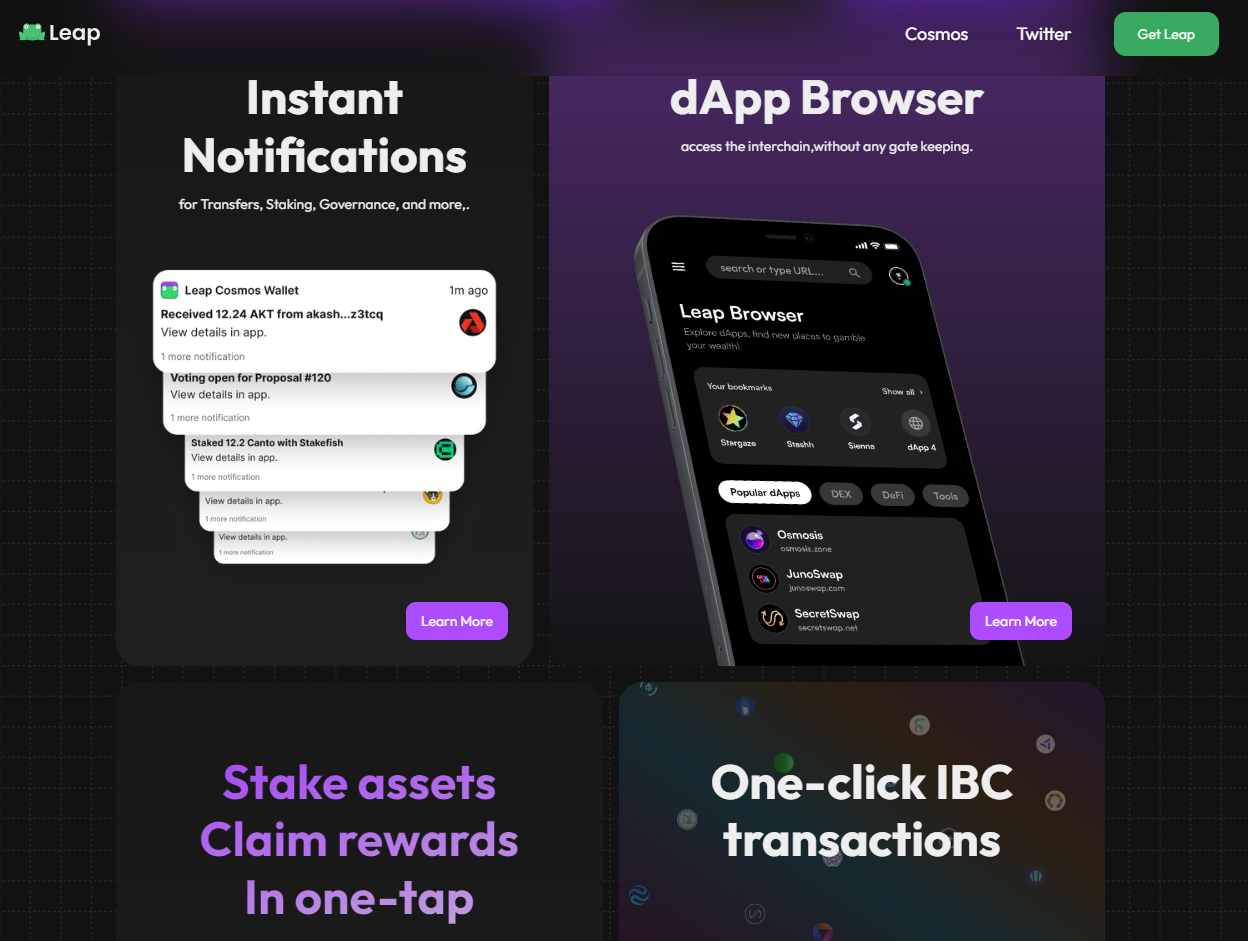 Leap
Cosmos
Twitter
Get Leap
Instant
Notifications
for Transfers, Staking, Governance, and more,.
Leap Cosmos Wallet
1m ago
Received 12.24 AKT from akash...z3tcq
View details in app.
1 more notification
Voting open for Proposal #120
View details in app.
1 more notification
Staked 12.2 Canto with Stakefish
View details in app.
1 more notification
View details in app.
1 more notification
View details in app.
1 more notification
Learn More
dApp Browser
access the interchain,without any gate keeping.
search or type URL...
Leap Browser
Explore dApps, find new places to gamble
your wealth!
Your bookmarks
Show all ›
Stargaze
Stashh
Sienna
dApp 4
Popular dApps
DEX
DeFi
Tools
Osmosis
osmosis.zone
JunoSwap
junoswap.com
SecretSwap
secretswap.net
Learn More
Stake assets
Claim rewards
In one-tap
One-click IBC
transactions